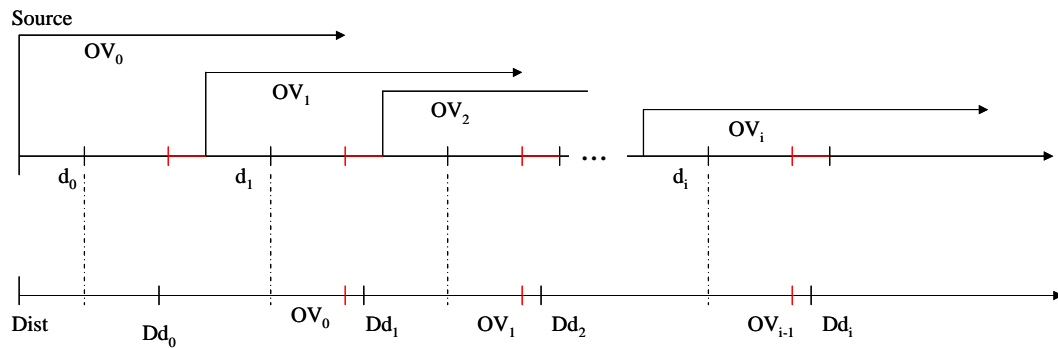 Source
OV₀
OV₁
OV₂
OVᵢ
...
d₀
d₁
dᵢ
Dist
Dd₀
OV₀
Dd₁
OV₁
Dd₂
OVᵢ₋₁
Ddᵢ